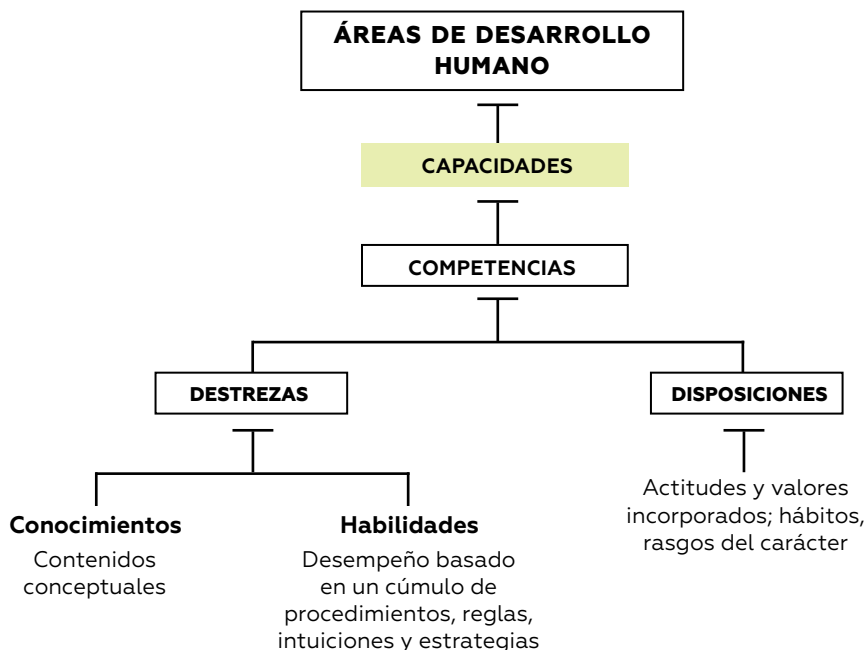 ÁREAS DE DESARROLLO
HUMANO
CAPACIDADES
COMPETENCIAS
DESTREZAS
DISPOSICIONES
Conocimientos
Contenidos
conceptuales
Habilidades
Desempeño basado
en un cúmulo de
procedimientos, reglas,
intuiciones y estrategias
Actitudes y valores
incorporados; hábitos,
rasgos del carácter